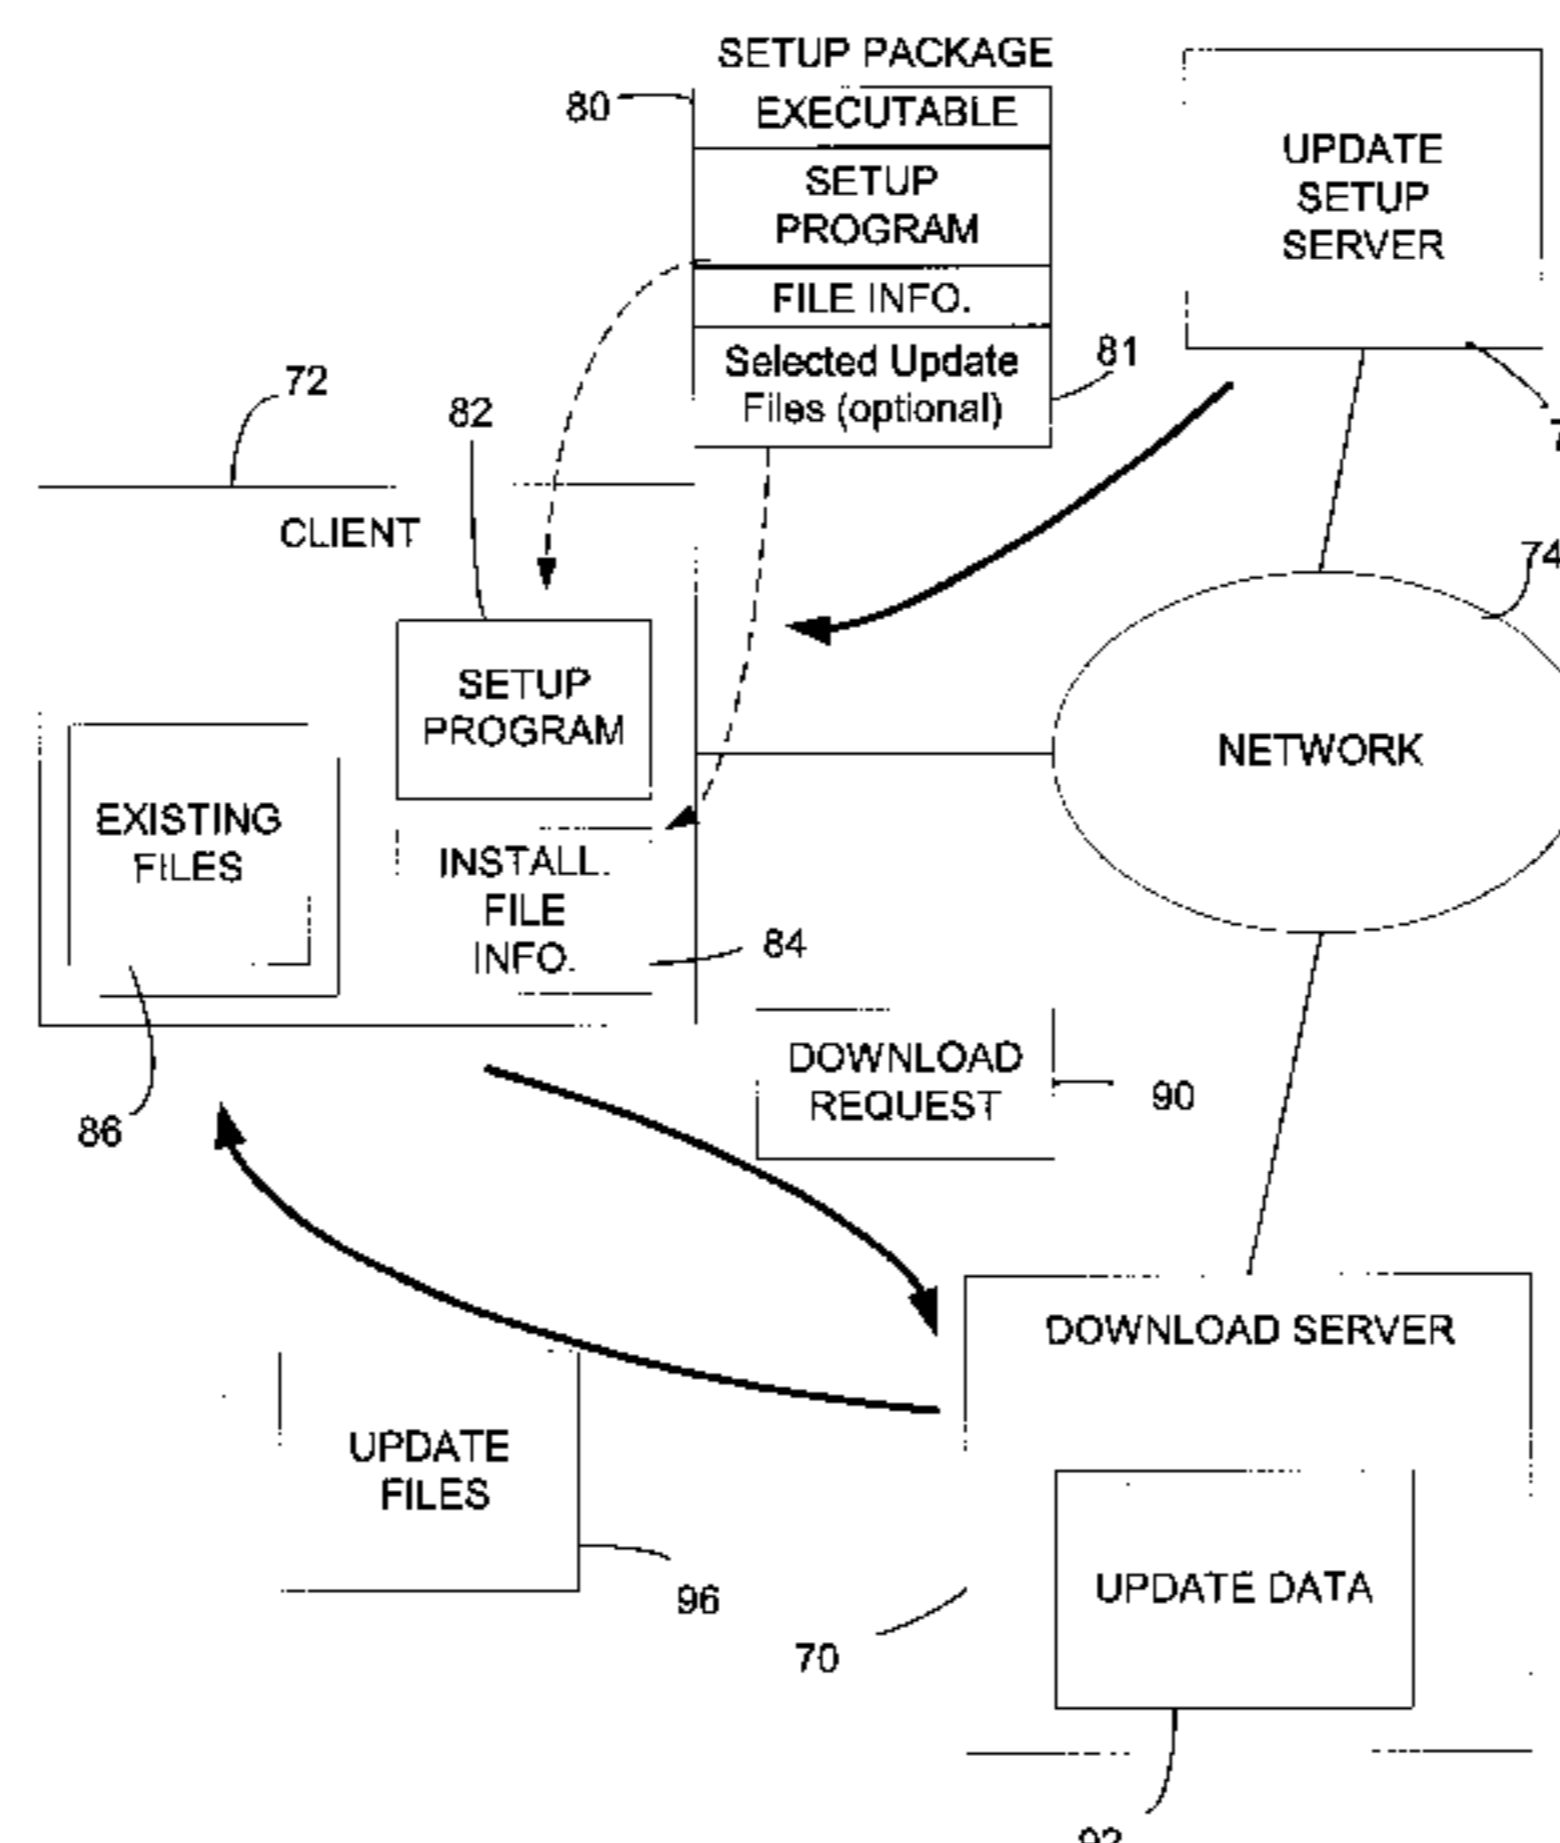 SETUP PACKAGE
80
EXECUTABLE
SETUP
PROGRAM
FILE INFO.
Selected Update
Files (optional)
81
UPDATE
SETUP
SERVER
72
82
CLIENT
74
SETUP
PROGRAM
NETWORK
EXISTING
FILES
INSTALL.
FILE
INFO.
84
DOWNLOAD
REQUEST
90
86
DOWNLOAD SERVER
UPDATE
FILES
96
UPDATE DATA
70
92